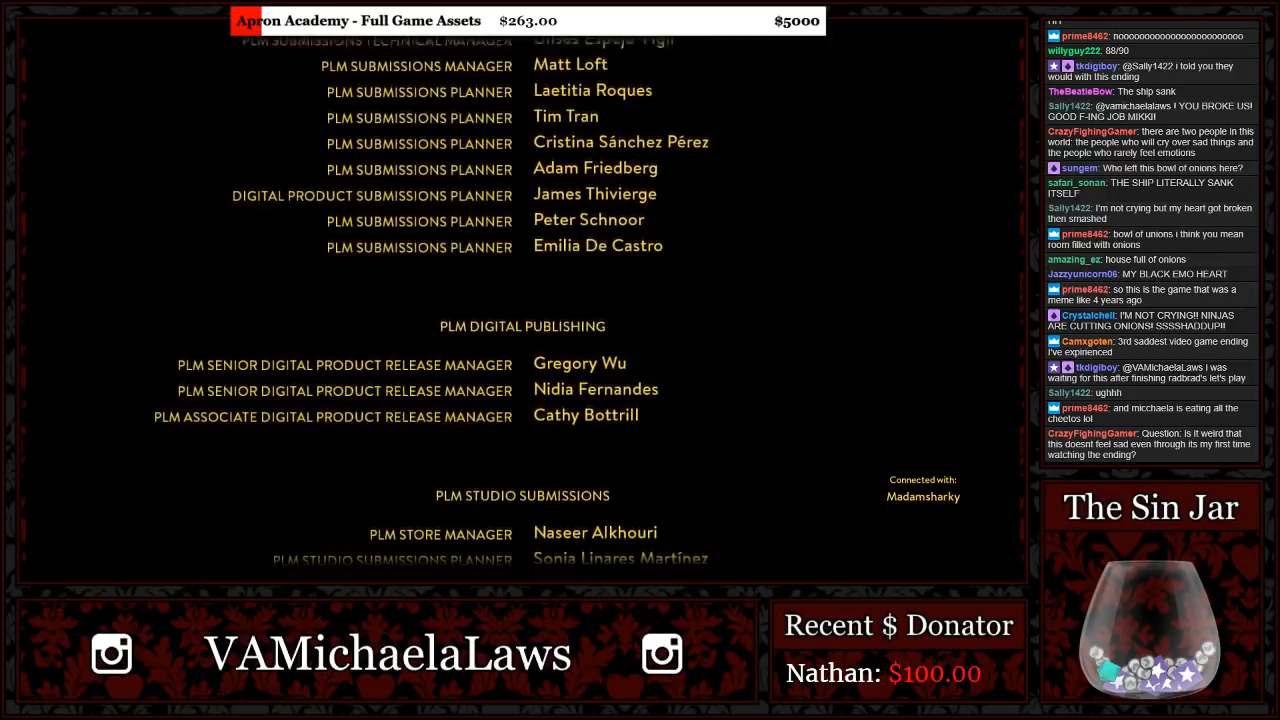 Apron Academy - Full Game Assets $263.00 $5000
PLM SUBMISSIONS TECHNICAL MANAGER Ulises Espejo Vigil
PLM SUBMISSIONS MANAGER Matt Loft
PLM SUBMISSIONS PLANNER Laetitia Roques
PLM SUBMISSIONS PLANNER Tim Tran
PLM SUBMISSIONS PLANNER Cristina Sánchez Pérez
PLM SUBMISSIONS PLANNER Adam Friedberg
DIGITAL PRODUCT SUBMISSIONS PLANNER James Thivierge
PLM SUBMISSIONS PLANNER Peter Schnoor
PLM SUBMISSIONS PLANNER Emilia De Castro
PLM DIGITAL PUBLISHING
PLM SENIOR DIGITAL PRODUCT RELEASE MANAGER Gregory Wu
PLM SENIOR DIGITAL PRODUCT RELEASE MANAGER Nidia Fernandes
PLM ASSOCIATE DIGITAL PRODUCT RELEASE MANAGER Cathy Bottrill
PLM STUDIO SUBMISSIONS
PLM STORE MANAGER Naseer Alkhouri
PLM STUDIO SUBMISSIONS PLANNER Sonia Linares Martínez
Connected with:
Madamsharky
prime8462: nooooooooooooooooooooooo
willyguy222: 88/90
tkdigiboy: @Sally1422 i told you they
would with this ending
TheBeatieBow: The ship sank
Sally1422: @vamichaelalaws ! YOU BROKE US!
GOOD F-ING JOB MIKKI!
CrazyFighingGamer: there are two people in this
world: the people who will cry over sad things and
the people who rarely feel emotions
sungem: Who left this bowl of onions here?
safari_sonan: THE SHIP LITERALLY SANK
ITSELF
Sally1422: I'm not crying but my heart got broken
then smashed
prime8462: bowl of unions i think you mean
room filled with onions
amazing_ez: house full of onions
Jazzyunicorn06: MY BLACK EMO HEART
prime8462: so this is the game that was a
meme like 4 years ago
Crystalchell: I'M NOT CRYING!! NINJAS
ARE CUTTING ONIONS! SSSSHADDUP!!
Camxgoten: 3rd saddest video game ending
I've expirienced
tkdigiboy: @VAMichaelaLaws i was
waiting for this after finishing radbrad's let's play
Sally1422: ughhh
prime8462: and micchaela is eating all the
cheetos lol
CrazyFighingGamer: Question: is it weird that
this doesnt feel sad even through its my first time
watching the ending?
The Sin Jar
VAMichaelaLaws
Recent $ Donator
Nathan: $100.00